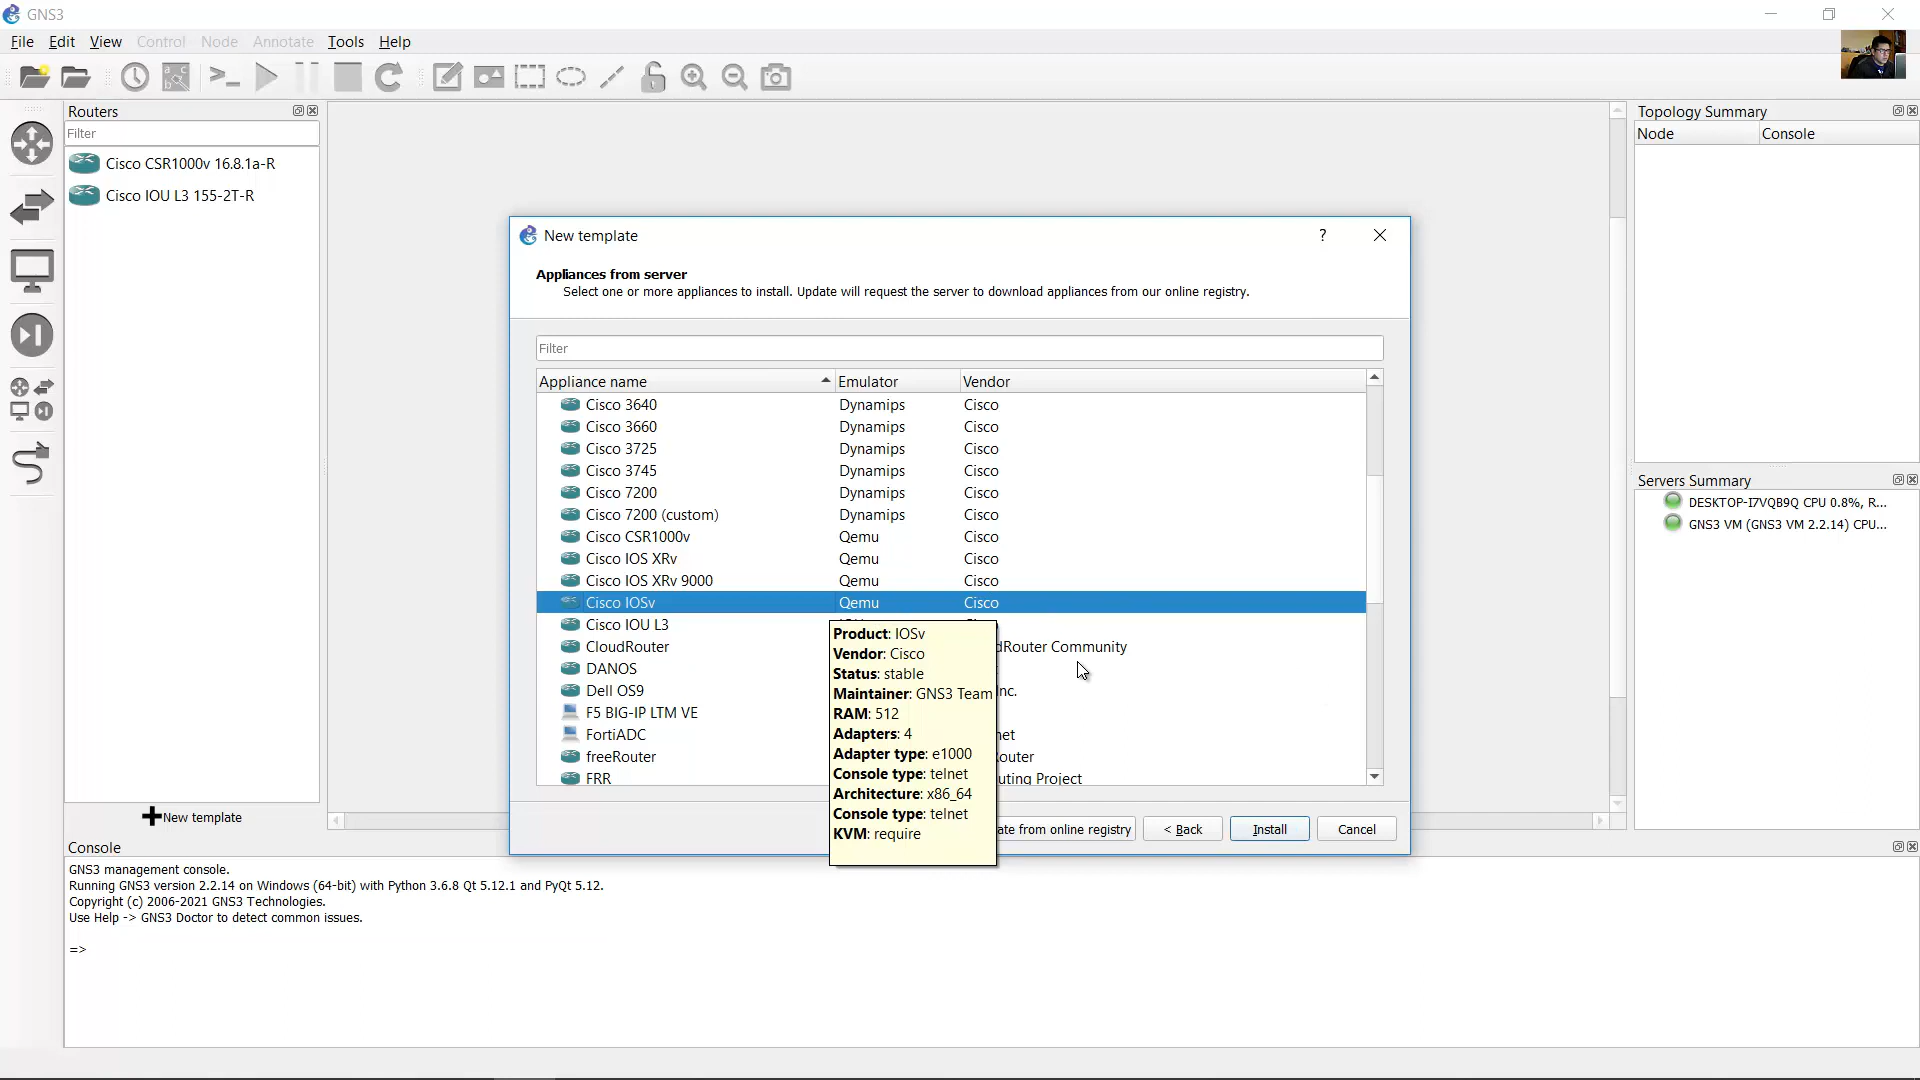 GNS3
File Edit View Control Node Annotate Tools Help
Routers
Filter
Cisco CSR1000v 16.8.1a-R
Cisco IOU L3 155-2T-R
New template
New template
Appliances from server
Select one or more appliances to install. Update will request the server to download appliances from our online registry.
Filter
Appliance name Emulator Vendor
Cisco 3640 Dynamips Cisco
Cisco 3660 Dynamips Cisco
Cisco 3725 Dynamips Cisco
Cisco 3745 Dynamips Cisco
Cisco 7200 Dynamips Cisco
Cisco 7200 (custom) Dynamips Cisco
Cisco CSR1000v Qemu Cisco
Cisco IOS XRv Qemu Cisco
Cisco IOS XRv 9000 Qemu Cisco
Cisco IOSv Qemu Cisco
Cisco IOU L3
CloudRouter dRouter Community
DANOS
Dell OS9 Inc.
F5 BIG-IP LTM VE
FortiADC net
freeRouter outer
FRR uting Project
Product: IOSv
Vendor: Cisco
Status: stable
Maintainer: GNS3 Team
RAM: 512
Adapters: 4
Adapter type: e1000
Console type: telnet
Architecture: x86_64
Console type: telnet
KVM: require
ate from online registry < Back Install Cancel
Topology Summary
Node Console
Servers Summary
DESKTOP-I7VQB9Q CPU 0.8%, R...
GNS3 VM (GNS3 VM 2.2.14) CPU...
Console
GNS3 management console.
Running GNS3 version 2.2.14 on Windows (64-bit) with Python 3.6.8 Qt 5.12.1 and PyQt 5.12.
Copyright (c) 2006-2021 GNS3 Technologies.
Use Help -> GNS3 Doctor to detect common issues.
=>